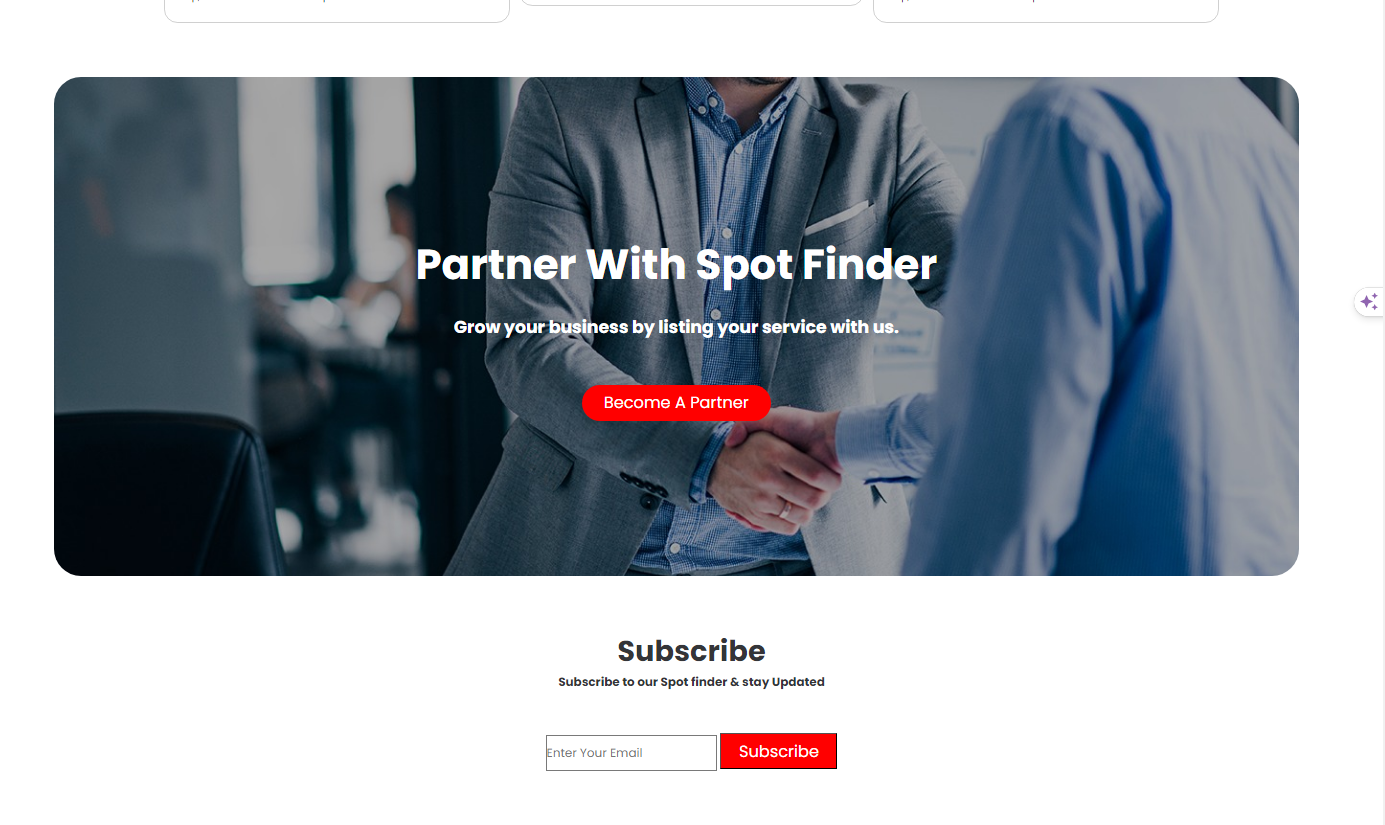 Partner With Spot Finder
Grow your business by listing your service with us.
Become A Partner
Subscribe
Subscribe to our Spot finder & stay Updated
Enter Your Email
Subscribe